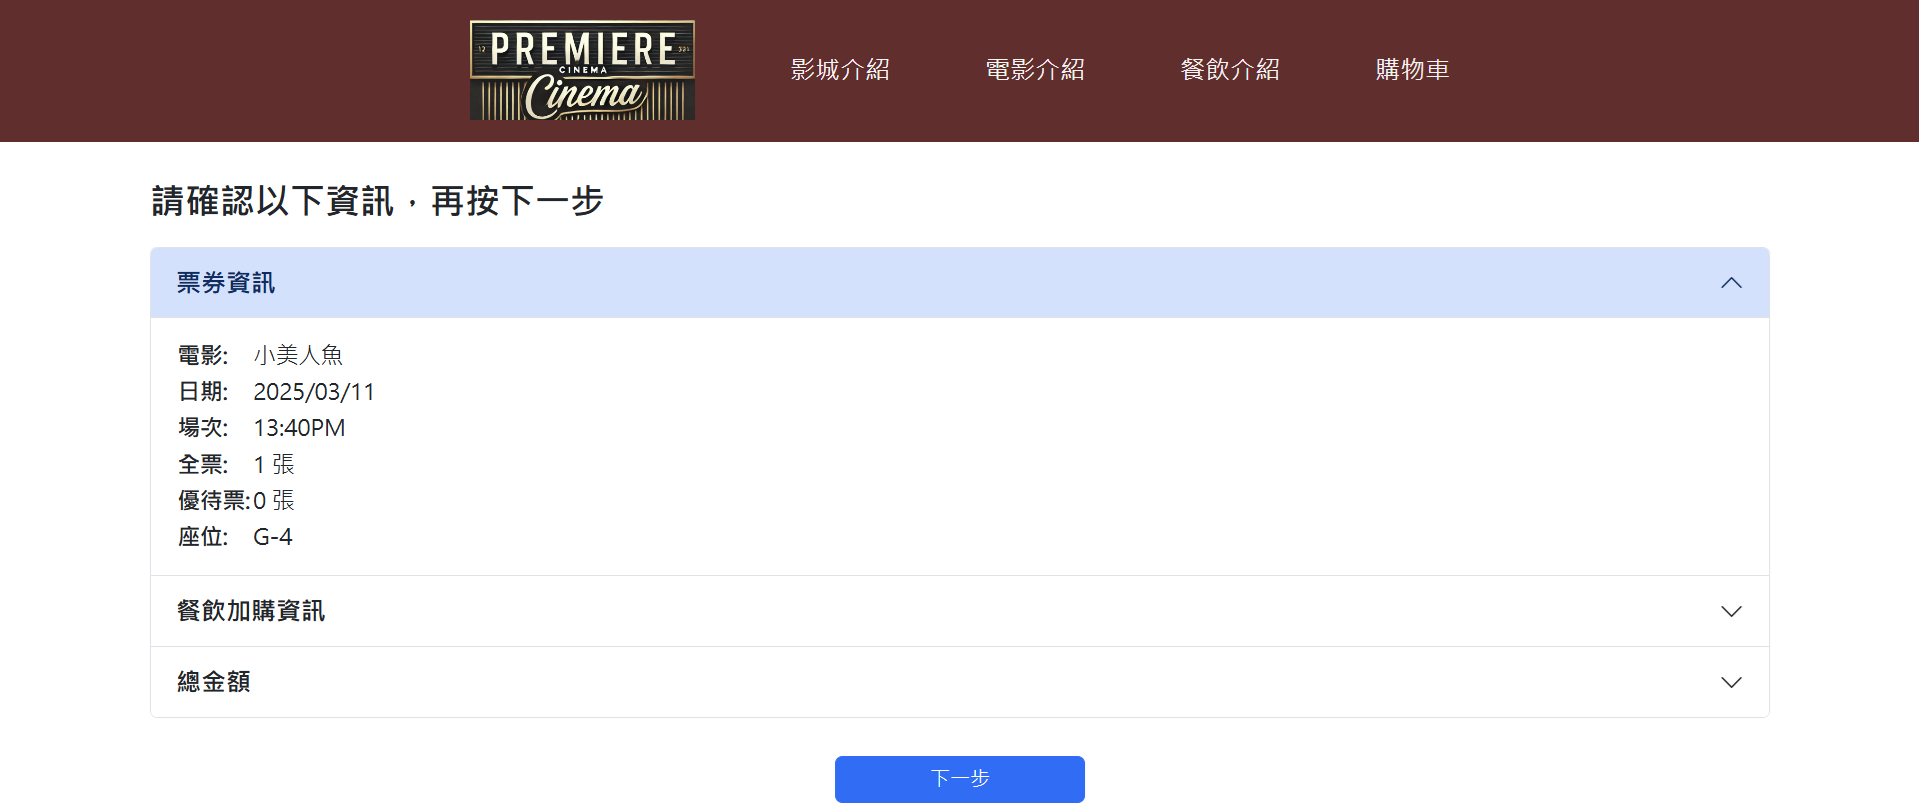 PREMIERE
CINEMA
Cinema
影城介紹
電影介紹
餐飲介紹
購物車
請確認以下資訊，再按下一步
票券資訊
電影: 小美人魚
日期: 2025/03/11
場次: 13:40PM
全票: 1 張
優待票: 0 張
座位: G-4
餐飲加購資訊
總金額
下一步